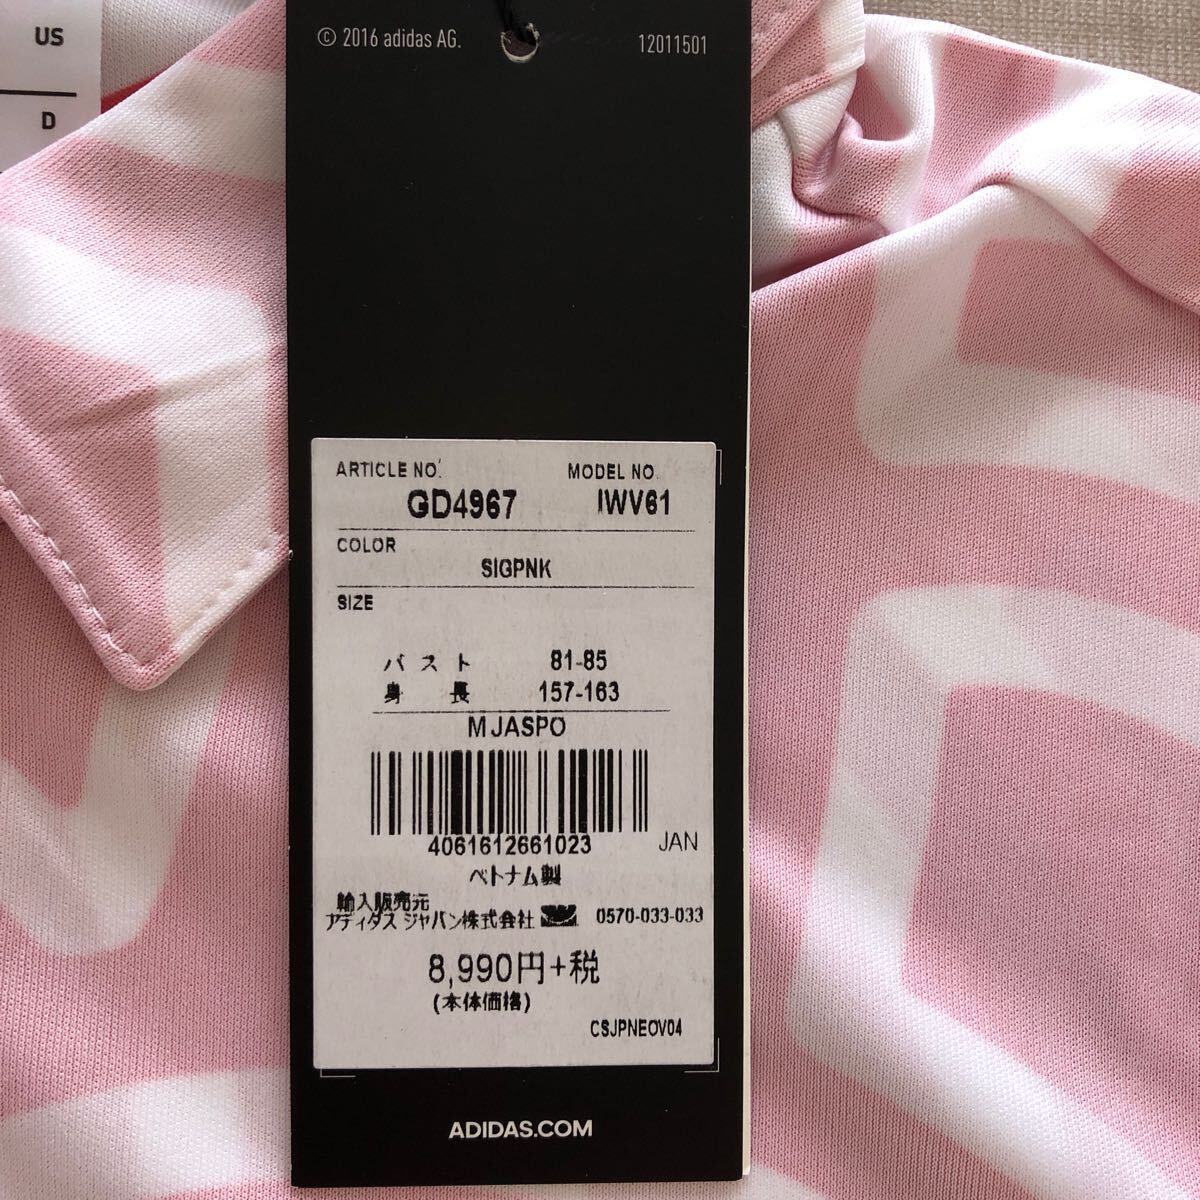 US
D
© 2016 adidas AG.
12011501
ARTICLE NO.
MODEL NO.
GD4967
IWV61
COLOR
SIGPNK
SIZE
バスト 81-85
身長 157-163
M JASPO
4061612661023
JAN
ベトナム製
輸入販売元
アディダス ジャパン株式会社 0570-033-033
8,990円+税
(本体価格)
CSJPNEOV04
ADIDAS.COM